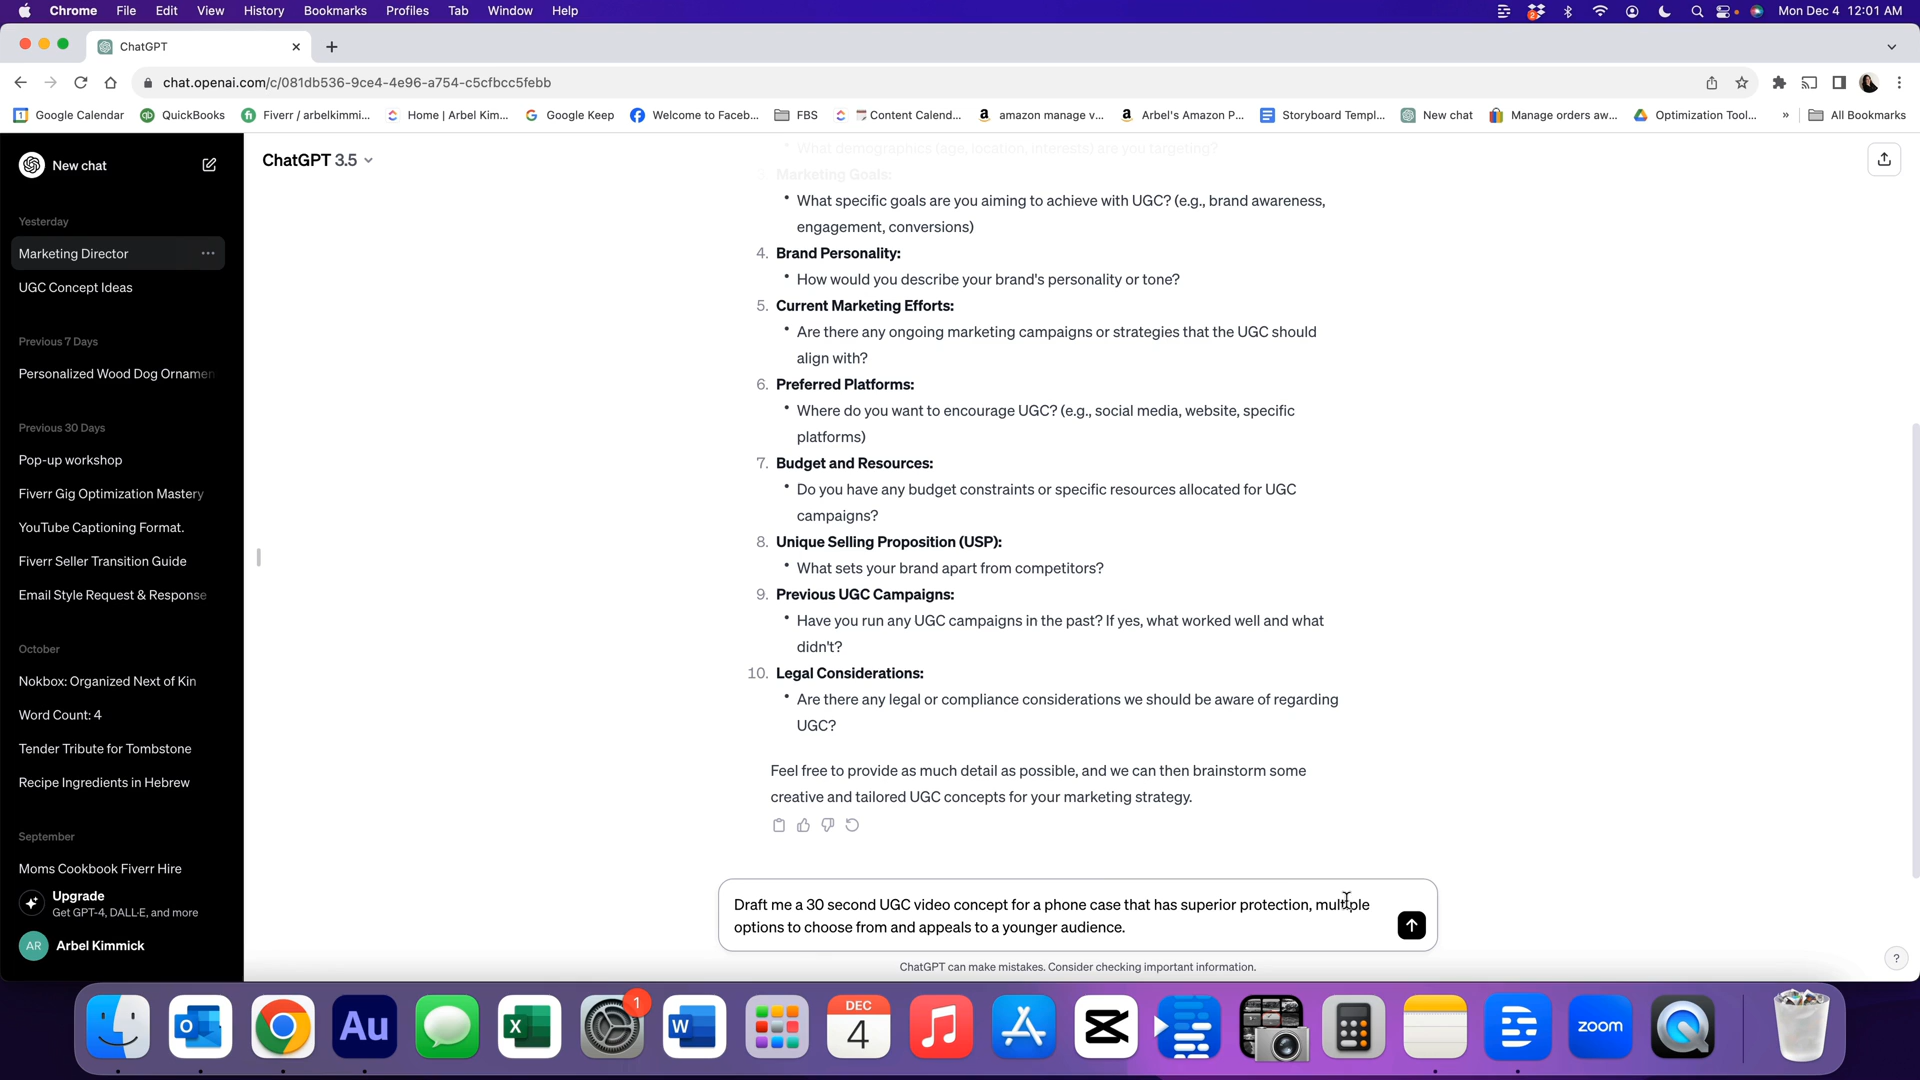 Chrome File Edit View History Bookmarks Profiles Tab Window Help
2
Mon Dec 4 12:01 AM
ChatGPT
chat.openai.com/c/081db536-9ce4-4e96-a754-c5cfbcc5febb
1 Google Calendar
qb QuickBooks
fi Fiverr / arbelkimmi...
Home | Arbel Kim...
Google Keep
Welcome to Faceb...
FBS
Content Calend...
amazon manage v...
Arbel's Amazon P...
Storyboard Templ...
New chat
Manage orders aw...
Optimization Tool...
»
All Bookmarks
New chat
Yesterday
Marketing Director
UGC Concept Ideas
Previous 7 Days
Personalized Wood Dog Ornamen
Previous 30 Days
Pop-up workshop
Fiverr Gig Optimization Mastery
YouTube Captioning Format.
Fiverr Seller Transition Guide
Email Style Request & Response
October
Nokbox: Organized Next of Kin
Word Count: 4
Tender Tribute for Tombstone
Recipe Ingredients in Hebrew
September
Moms Cookbook Fiverr Hire
Upgrade
Get GPT-4, DALL·E, and more
AR Arbel Kimmick
ChatGPT 3.5
• What demographics (age, location, interests) are you targeting?
3. Marketing Goals:
• What specific goals are you aiming to achieve with UGC? (e.g., brand awareness,
engagement, conversions)
4. Brand Personality:
• How would you describe your brand's personality or tone?
5. Current Marketing Efforts:
• Are there any ongoing marketing campaigns or strategies that the UGC should
align with?
6. Preferred Platforms:
• Where do you want to encourage UGC? (e.g., social media, website, specific
platforms)
7. Budget and Resources:
• Do you have any budget constraints or specific resources allocated for UGC
campaigns?
8. Unique Selling Proposition (USP):
• What sets your brand apart from competitors?
9. Previous UGC Campaigns:
• Have you run any UGC campaigns in the past? If yes, what worked well and what
didn't?
10. Legal Considerations:
• Are there any legal or compliance considerations we should be aware of regarding
UGC?
Feel free to provide as much detail as possible, and we can then brainstorm some
creative and tailored UGC concepts for your marketing strategy.
Draft me a 30 second UGC video concept for a phone case that has superior protection, multiple
options to choose from and appeals to a younger audience.
ChatGPT can make mistakes. Consider checking important information.
?
O
Au
X
1
W
DEC
4
zoom